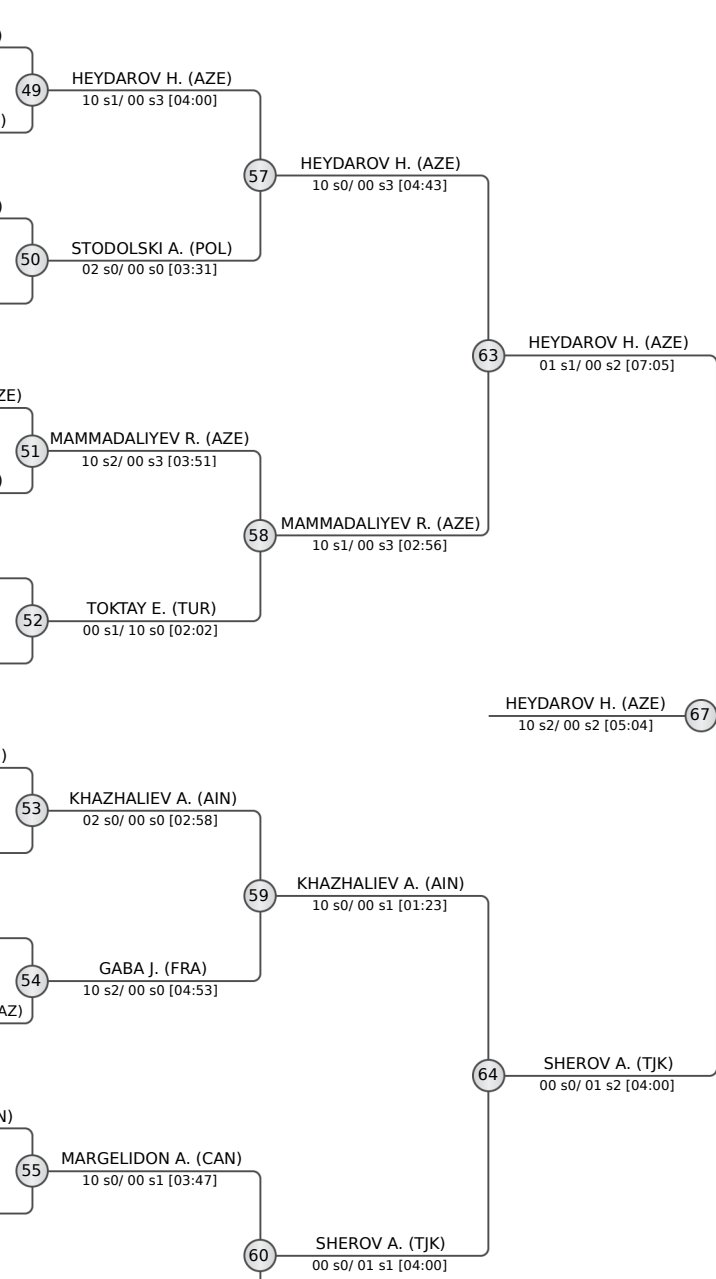 )
49
HEYDAROV H. (AZE)
10 s1/ 00 s3 [04:00]
)
57
HEYDAROV H. (AZE)
10 s0/ 00 s3 [04:43]
)
50
STODOLSKI A. (POL)
02 s0/ 00 s0 [03:31]
63
HEYDAROV H. (AZE)
01 s1/ 00 s2 [07:05]
ZE)
51
MAMMADALIYEV R. (AZE)
10 s2/ 00 s3 [03:51]
)
58
MAMMADALIYEV R. (AZE)
10 s1/ 00 s3 [02:56]
52
TOKTAY E. (TUR)
00 s1/ 10 s0 [02:02]
HEYDAROV H. (AZE)
10 s2/ 00 s2 [05:04]
67
)
53
KHAZHALIEV A. (AIN)
02 s0/ 00 s0 [02:58]
59
KHAZHALIEV A. (AIN)
10 s0/ 00 s1 [01:23]
54
GABA J. (FRA)
10 s2/ 00 s0 [04:53]
AZ)
64
SHEROV A. (TJK)
00 s0/ 01 s2 [04:00]
N)
55
MARGELIDON A. (CAN)
10 s0/ 00 s1 [03:47]
60
SHEROV A. (TJK)
00 s0/ 01 s1 [04:00]